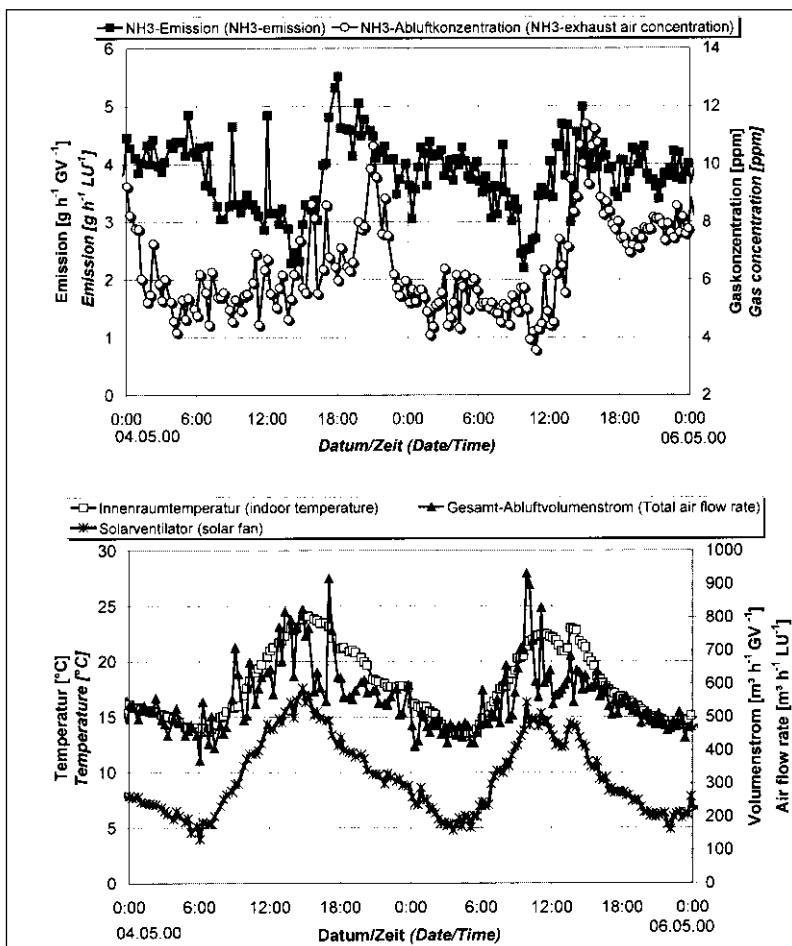 NH3-Emission (NH3-emission) NH3-Abluftkonzentration (NH3-exhaust air concentration)
6
5
4
3
2
1
0
Emission [g h⁻¹ GV⁻¹]
Emission [g h⁻¹ LU⁻¹]
14
12
10
8
6
4
2
Gaskonzentration [ppm]
Gas concentration [ppm]
0:00 6:00 12:00 18:00 0:00 6:00 12:00 18:00 0:00
04.05.00 06.05.00
Datum/Zeit (Date/Time)
Innenraumtemperatur (indoor temperature) Gesamt-Abluftvolumenstrom (Total air flow rate)
Solarventilator (solar fan)
30
25
20
15
10
5
0
Temperatur [°C]
Temperature [°C]
1000
900
800
700
600
500
400
300
200
100
0
Volumenstrom [m³ h⁻¹ GV⁻¹]
Air flow rate [m³ h⁻¹ LU⁻¹]
0:00 6:00 12:00 18:00 0:00 6:00 12:00 18:00 0:00
04.05.00 06.05.00
Datum/Zeit (Date/Time)